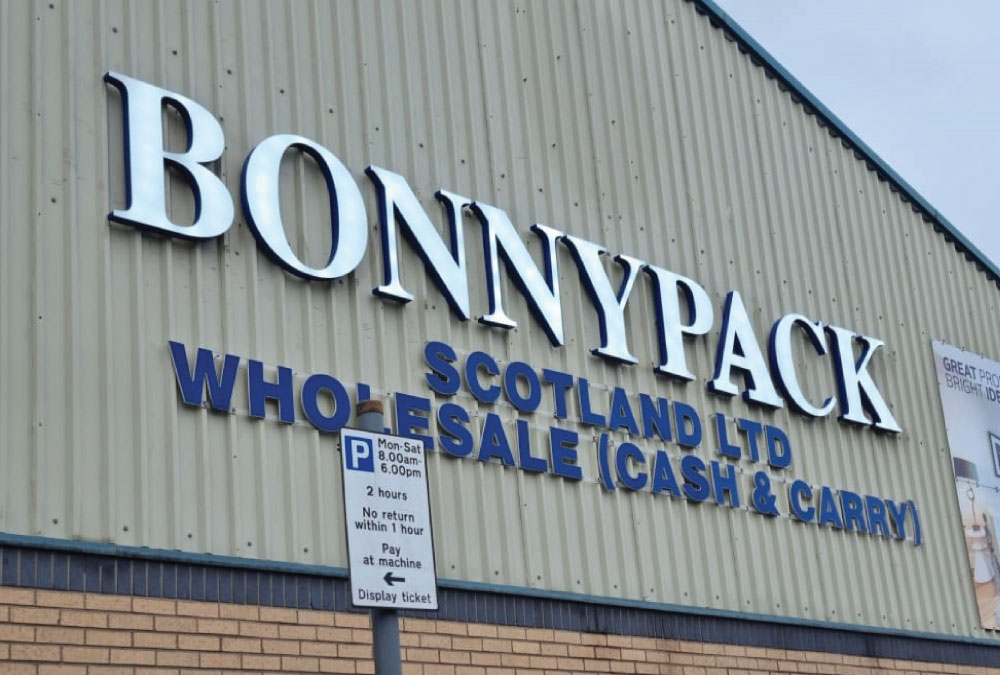 BONNYPACK
SCOTLAND LTD
WHOLESALE (CASH & CARRY)
P
Mon-Sat
8.00am-
6.00pm
2 hours
No return
within 1 hour
Pay
at machine
←
Display ticket
GREAT
BRIGHT